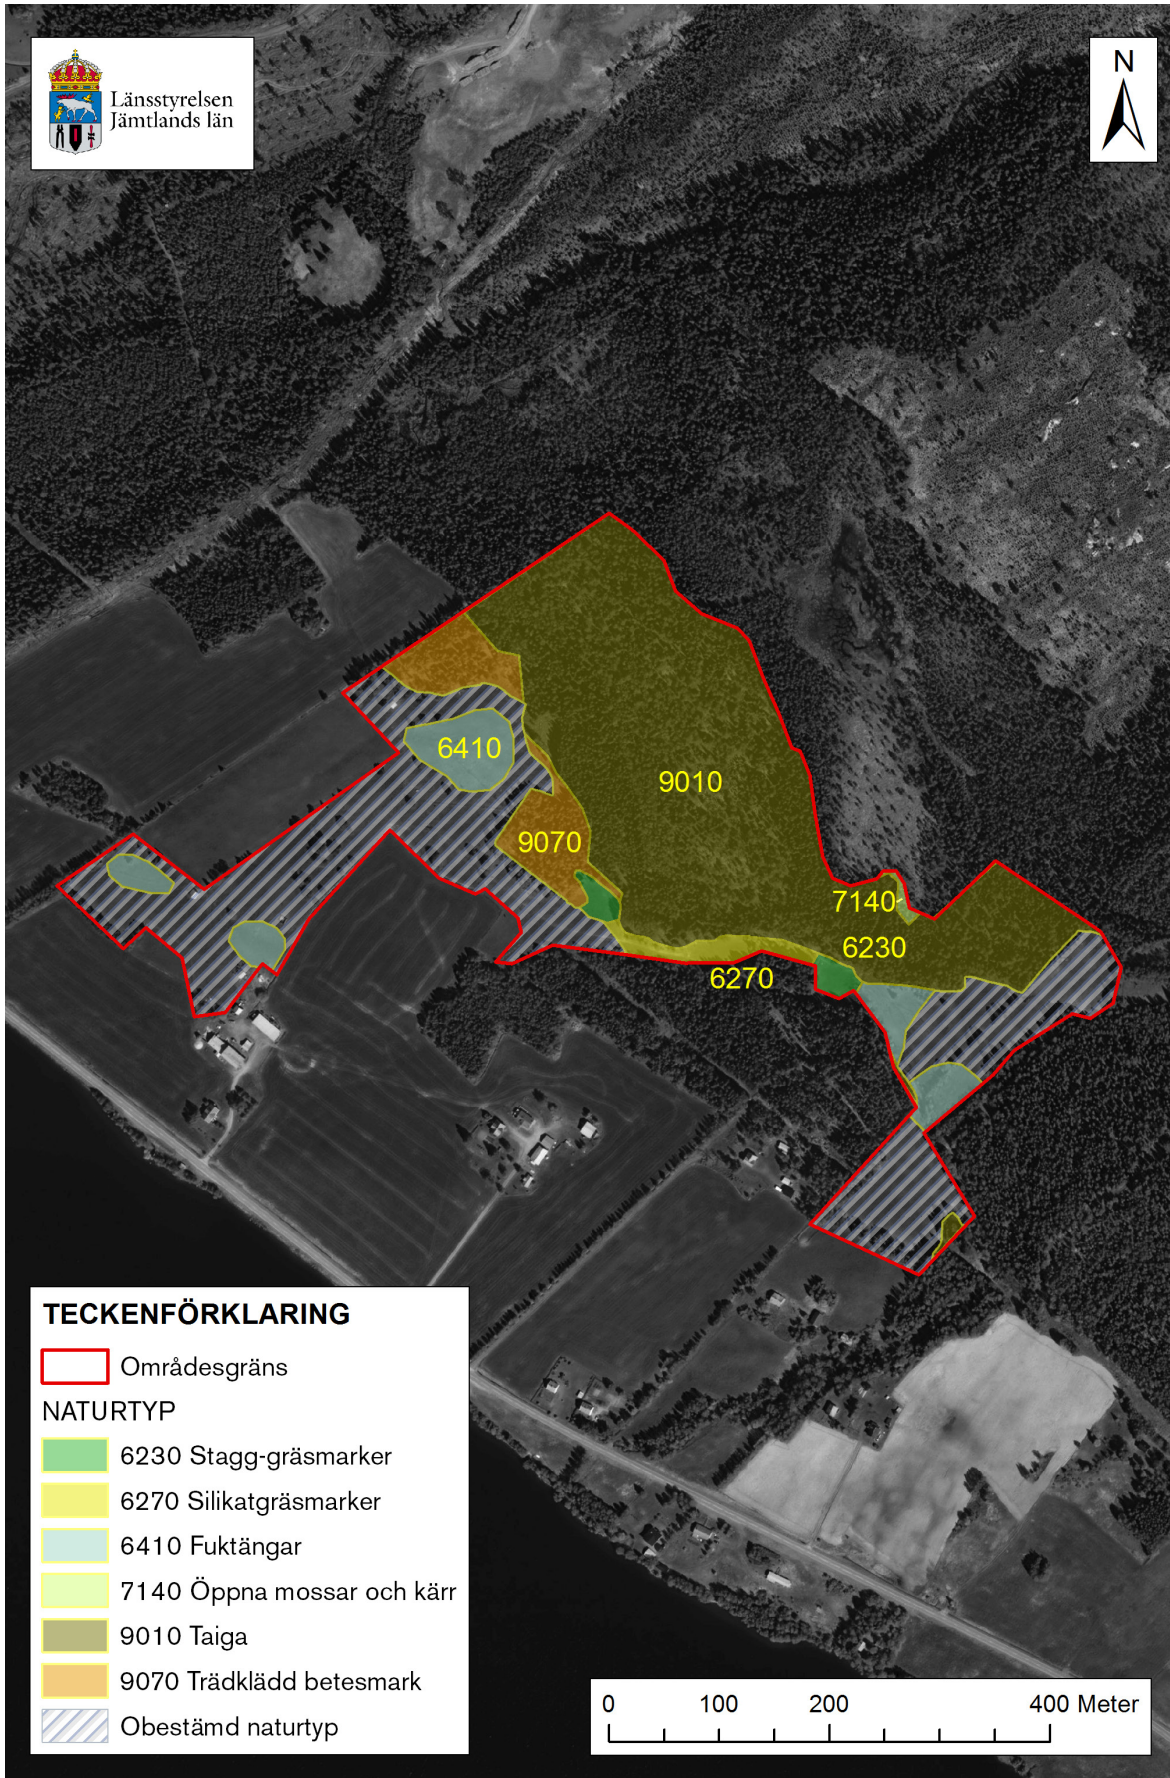 Länsstyrelsen
Jämtlands län
N
6410
9010
9070
7140
6230
6270
TECKENFÖRKLARING
Områdesgräns
NATURTYP
6230 Stagg-gräsmarker
6270 Silikatgräsmarker
6410 Fuktängar
7140 Öppna mossar och kärr
9010 Taiga
9070 Trädklädd betesmark
Obestämd naturtyp
0 100 200 400 Meter